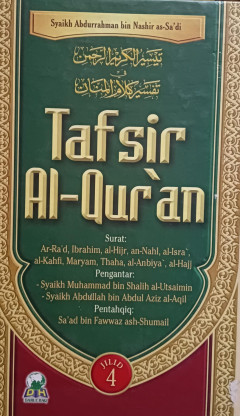 Syaikh Abdurrahman bin Nashir as-Sa'di
تيسير الكريم الرحمن
في
تفسير كلام المنان
Tafsir
Al-Qur`an
Surat:
Ar-Ra'd, Ibrahim, al-Hijr, an-Nahl, al-Isra`,
al-Kahfi, Maryam, Thaha, al-Anbiya`, al-Hajj
Pengantar:
- Syaikh Muhammad bin Shalih al-Utsaimin
- Syaikh Abdullah bin Abdul Aziz al-Aqil
Pentahqiq:
Sa'ad bin Fawwaz ash-Shumail
JILID
4
DARUL HAQ